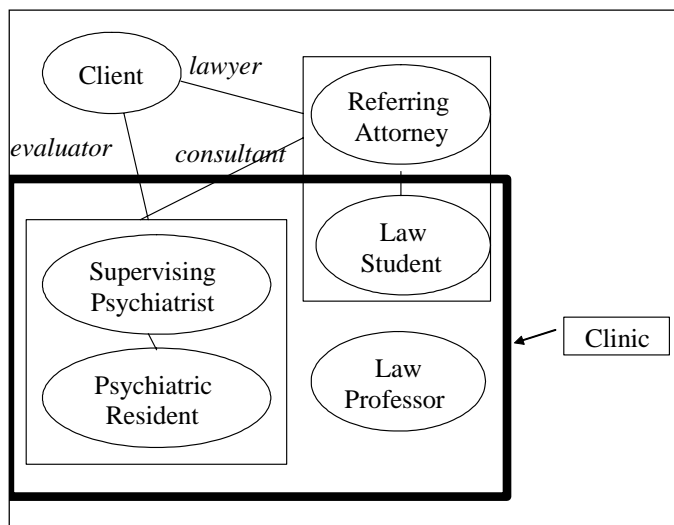 Client
lawyer
Referring
Attorney
evaluator
consultant
Law
Student
Supervising
Psychiatrist
Clinic
Psychiatric
Resident
Law
Professor